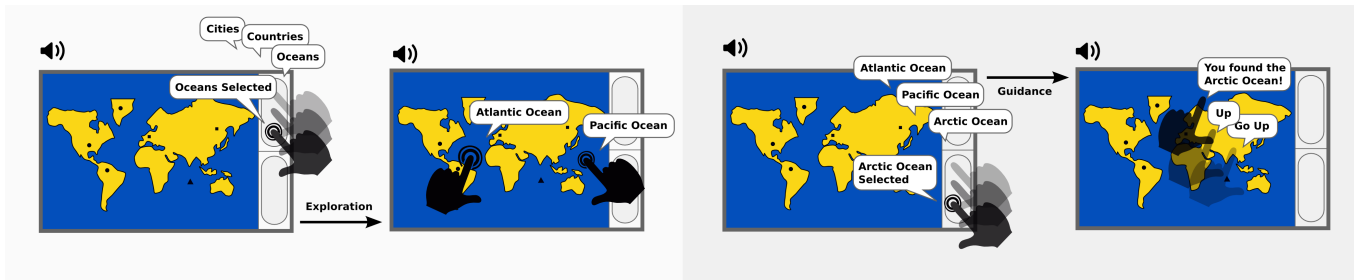 Cities
Countries
Oceans
Oceans Selected
Exploration
Atlantic Ocean
Pacific Ocean
Atlantic Ocean
Pacific Ocean
Arctic Ocean
Arctic Ocean
Selected
Guidance
You found the
Arctic Ocean!
Up
Go Up